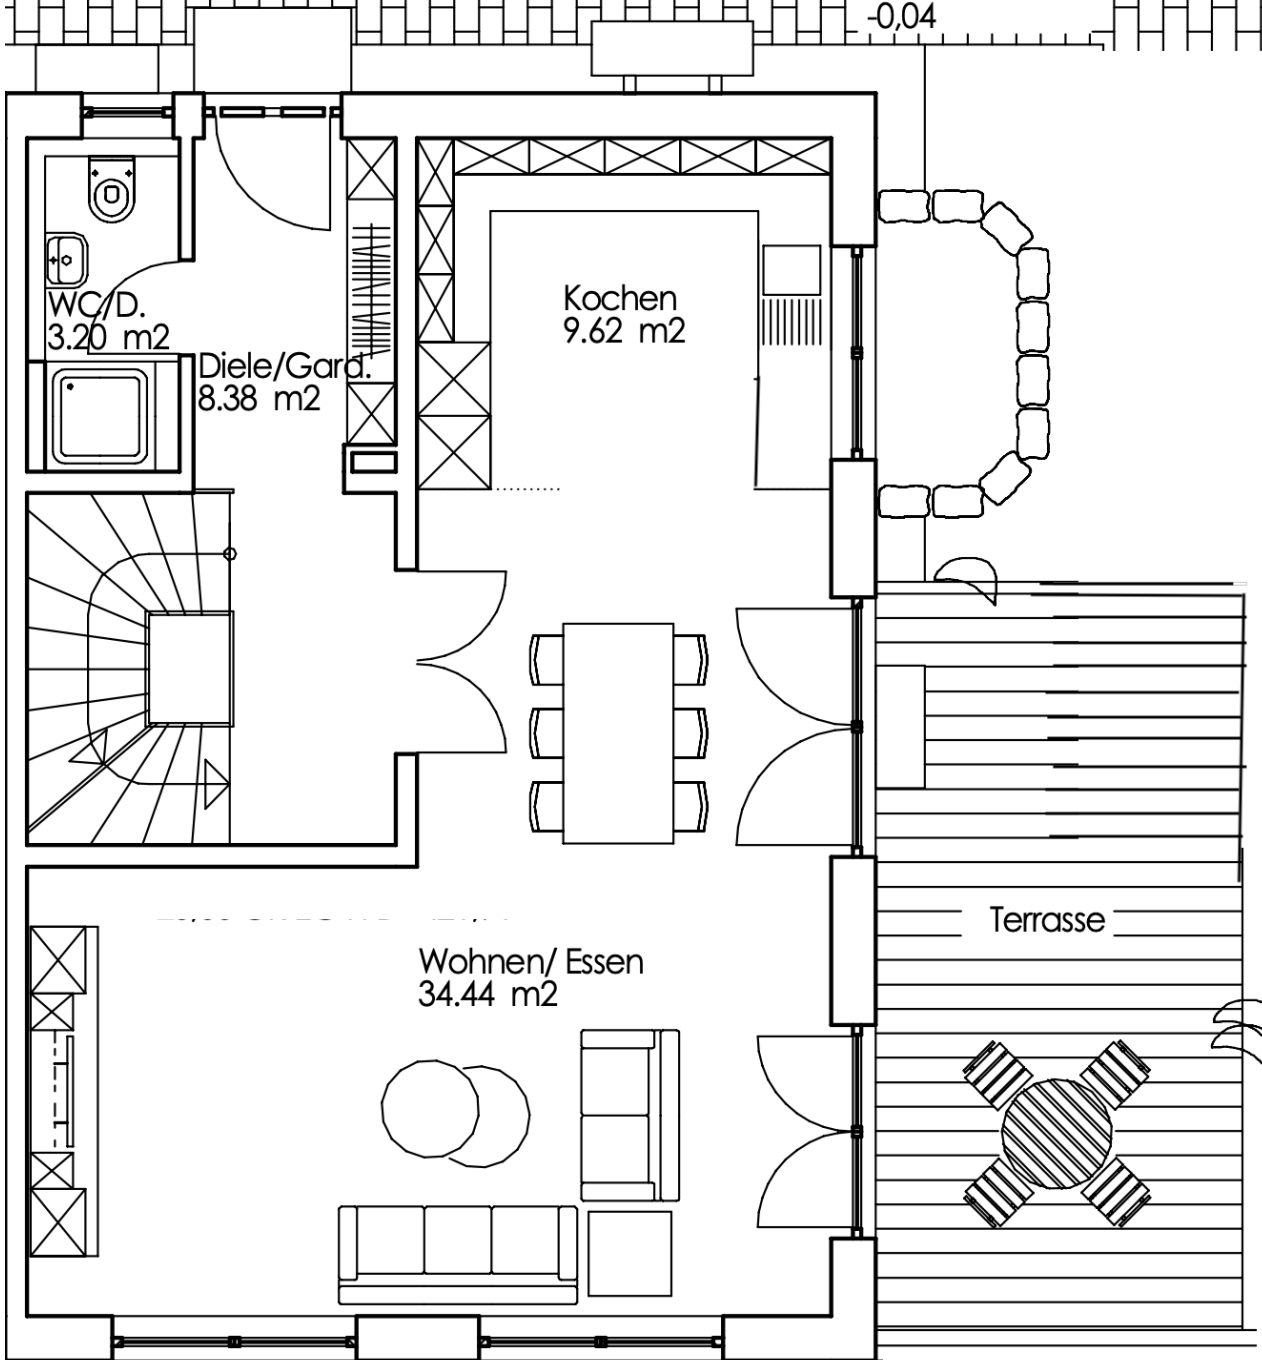 -0,04
Kochen
9.62 m2
WC/D.
3.20 m2
Diele/Gard.
8.38 m2
Terrasse
Wohnen/ Essen
34.44 m2